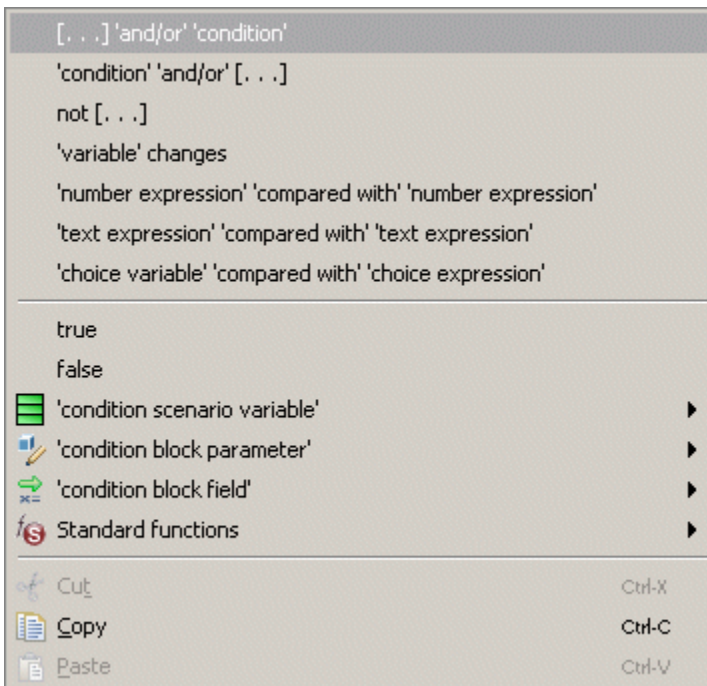 [. . .] 'and/or' 'condition'
'condition' 'and/or' [. . .]
not [. . .]
'variable' changes
'number expression' 'compared with' 'number expression'
'text expression' 'compared with' 'text expression'
'choice variable' 'compared with' 'choice expression'
true
false
'condition scenario variable'
'condition block parameter'
'condition block field'
Standard functions
Cut Ctrl-X
Copy Ctrl-C
Paste Ctrl-V